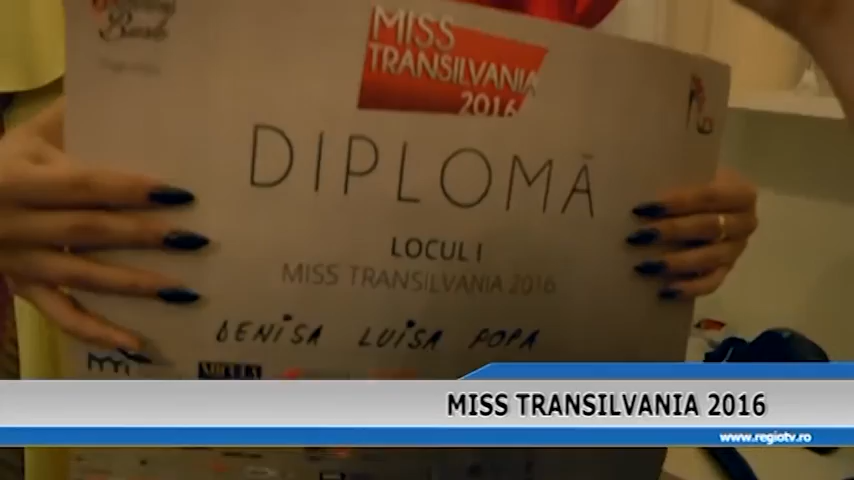 MISS
TRANSILVANIA
2016
DIPLOMĂ
LOCUL I
MISS TRANSILVANIA 2016
DENISA LUISA POPA
MISS TRANSILVANIA 2016
www.regiotv.ro